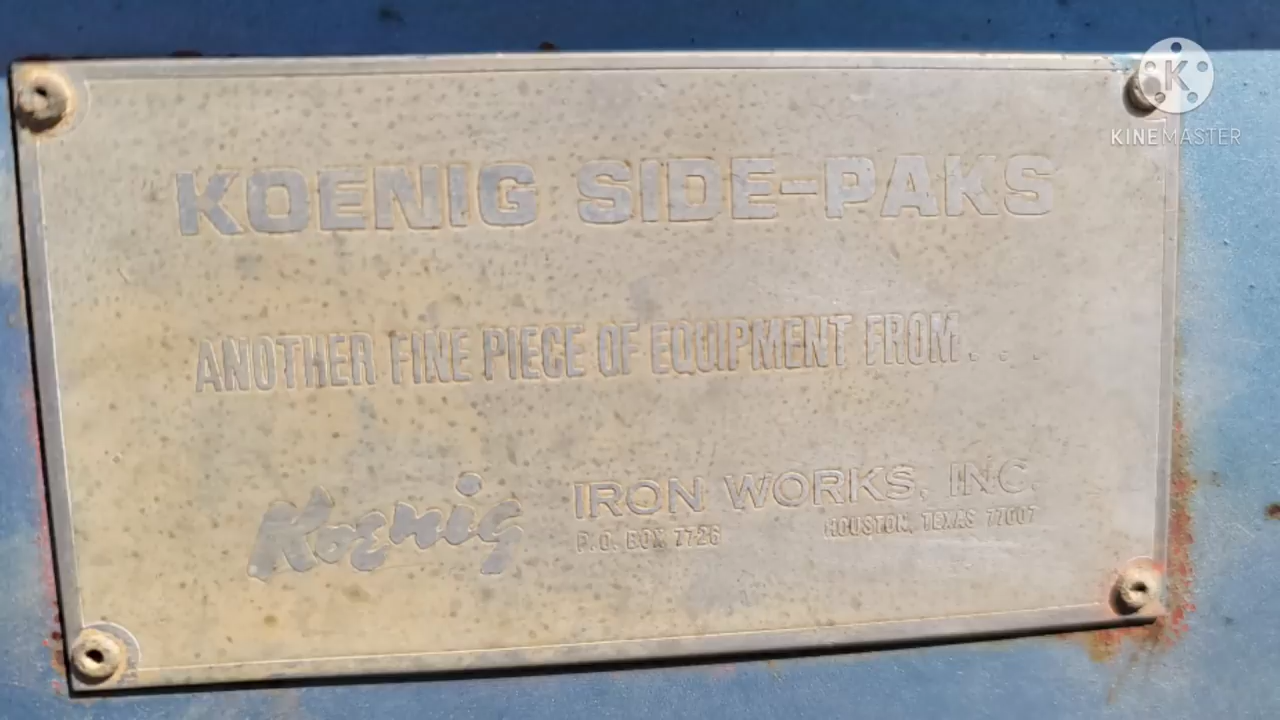 KOENIG SIDE-PAKS
ANOTHER FINE PIECE OF EQUIPMENT FROM...
Koenig IRON WORKS, INC.
P.O. BOX 7726 HOUSTON, TEXAS 77007
K
KINEMASTER